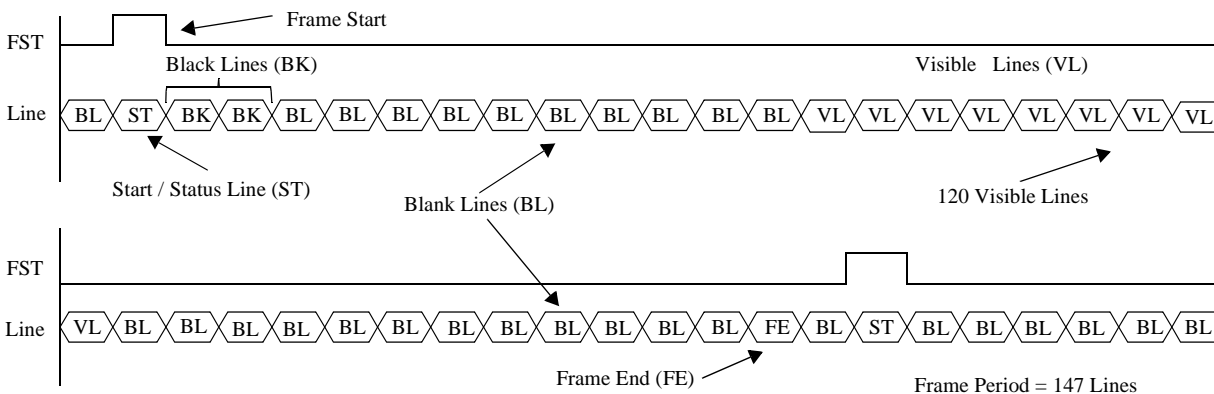 Frame Start
FST
Black Lines (BK)
Visible Lines (VL)
Line BL ST BK BK BL BL BL BL BL BL BL BL BL BL VL VL VL VL VL VL VL VL
Start / Status Line (ST)
120 Visible Lines
Blank Lines (BL)
FST
Line VL BL BL BL BL BL BL BL BL BL BL BL BL FE BL ST BL BL BL BL BL BL
Frame End (FE)
Frame Period = 147 Lines